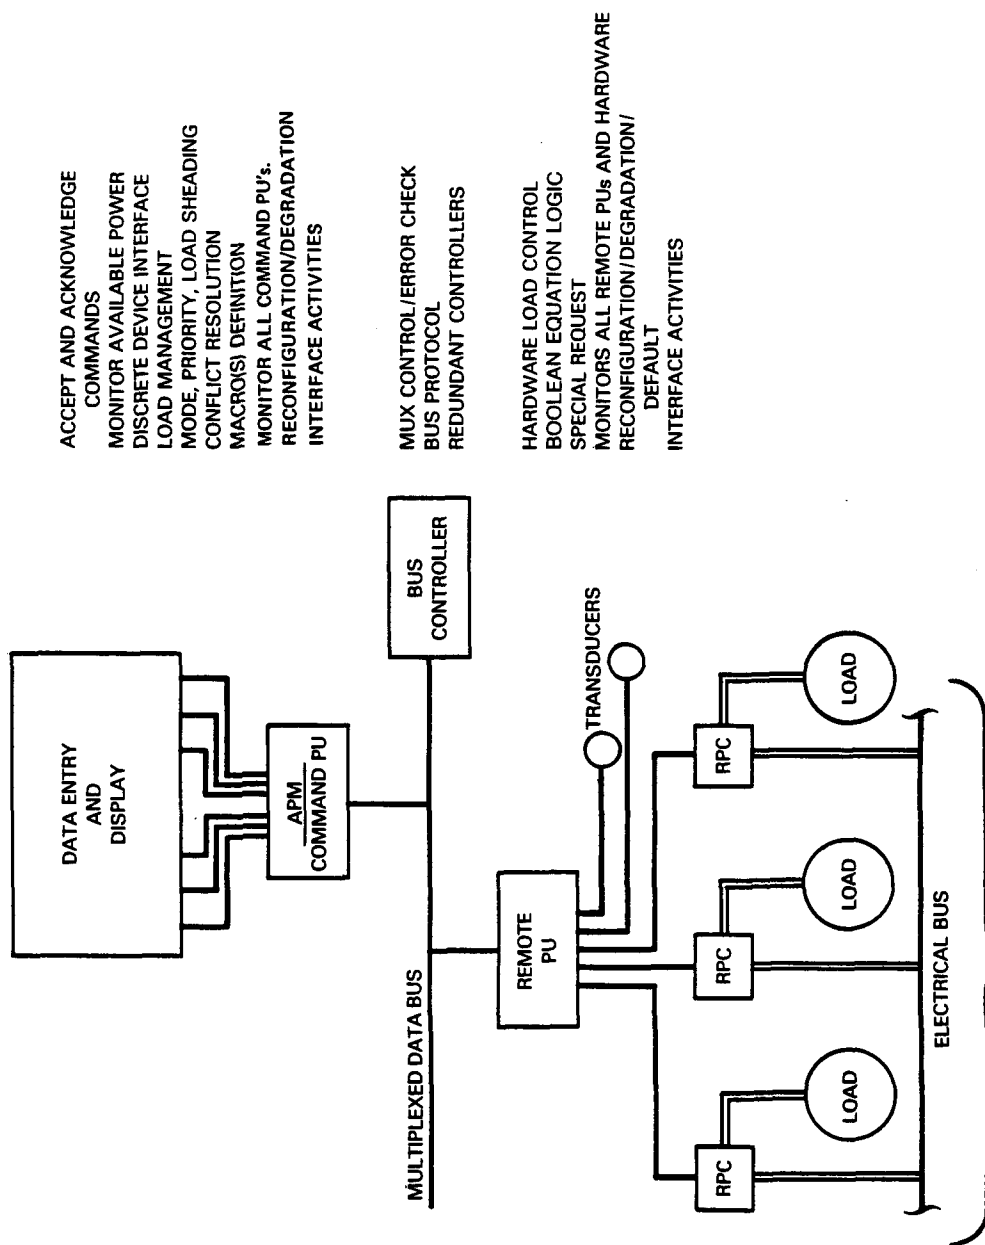 DATA ENTRY
AND
DISPLAY
APM
COMMAND PU
ACCEPT AND ACKNOWLEDGE
COMMANDS
MONITOR AVAILABLE POWER
DISCRETE DEVICE INTERFACE
LOAD MANAGEMENT
MODE, PRIORITY, LOAD SHEADING
CONFLICT RESOLUTION
MACRO(S) DEFINITION
MONITOR ALL COMMAND PU's.
RECONFIGURATION/DEGRADATION
INTERFACE ACTIVITIES
MULTIPLEXED DATA BUS
BUS
CONTROLLER
MUX CONTROL/ERROR CHECK
BUS PROTOCOL
REDUNDANT CONTROLLERS
REMOTE
PU
TRANSDUCERS
HARDWARE LOAD CONTROL
BOOLEAN EQUATION LOGIC
SPECIAL REQUEST
MONITORS ALL REMOTE PUs AND HARDWARE
RECONFIGURATION/DEGRADATION/
DEFAULT
INTERFACE ACTIVITIES
RPC
RPC
RPC
LOAD
LOAD
LOAD
ELECTRICAL BUS